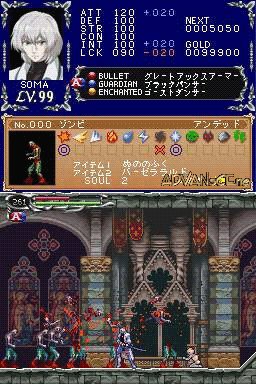 ATT 120 +020
DEF 100 NEXT
STR 100 0005050
CON 100
INT 100 +020 GOLD
LCK 090 -020 0099900
SOMA
LV.99
BULLET グレートアックスアーマー
GUARDIAN ブラックパンサー
ENCHANTED ゴーストダンサー
No.000 ゾンビ アンデッド
アイテム1 ぬののふく
アイテム2 バーゼラルド
SOUL 2
261